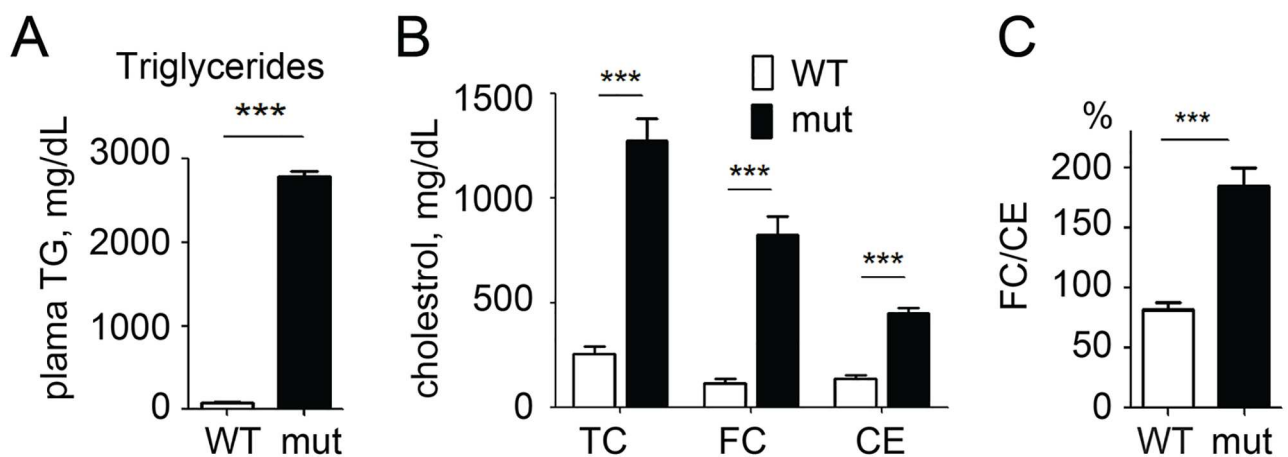 A
Triglycerides
***
plama TG, mg/dL
3000
2000
1000
0
WT mut
B
WT
mut
colestrol, mg/dL
1500
1000
500
0
***
***
***
TC FC CE
C
%
***
FC/CE
200
150
100
50
0
WT mut